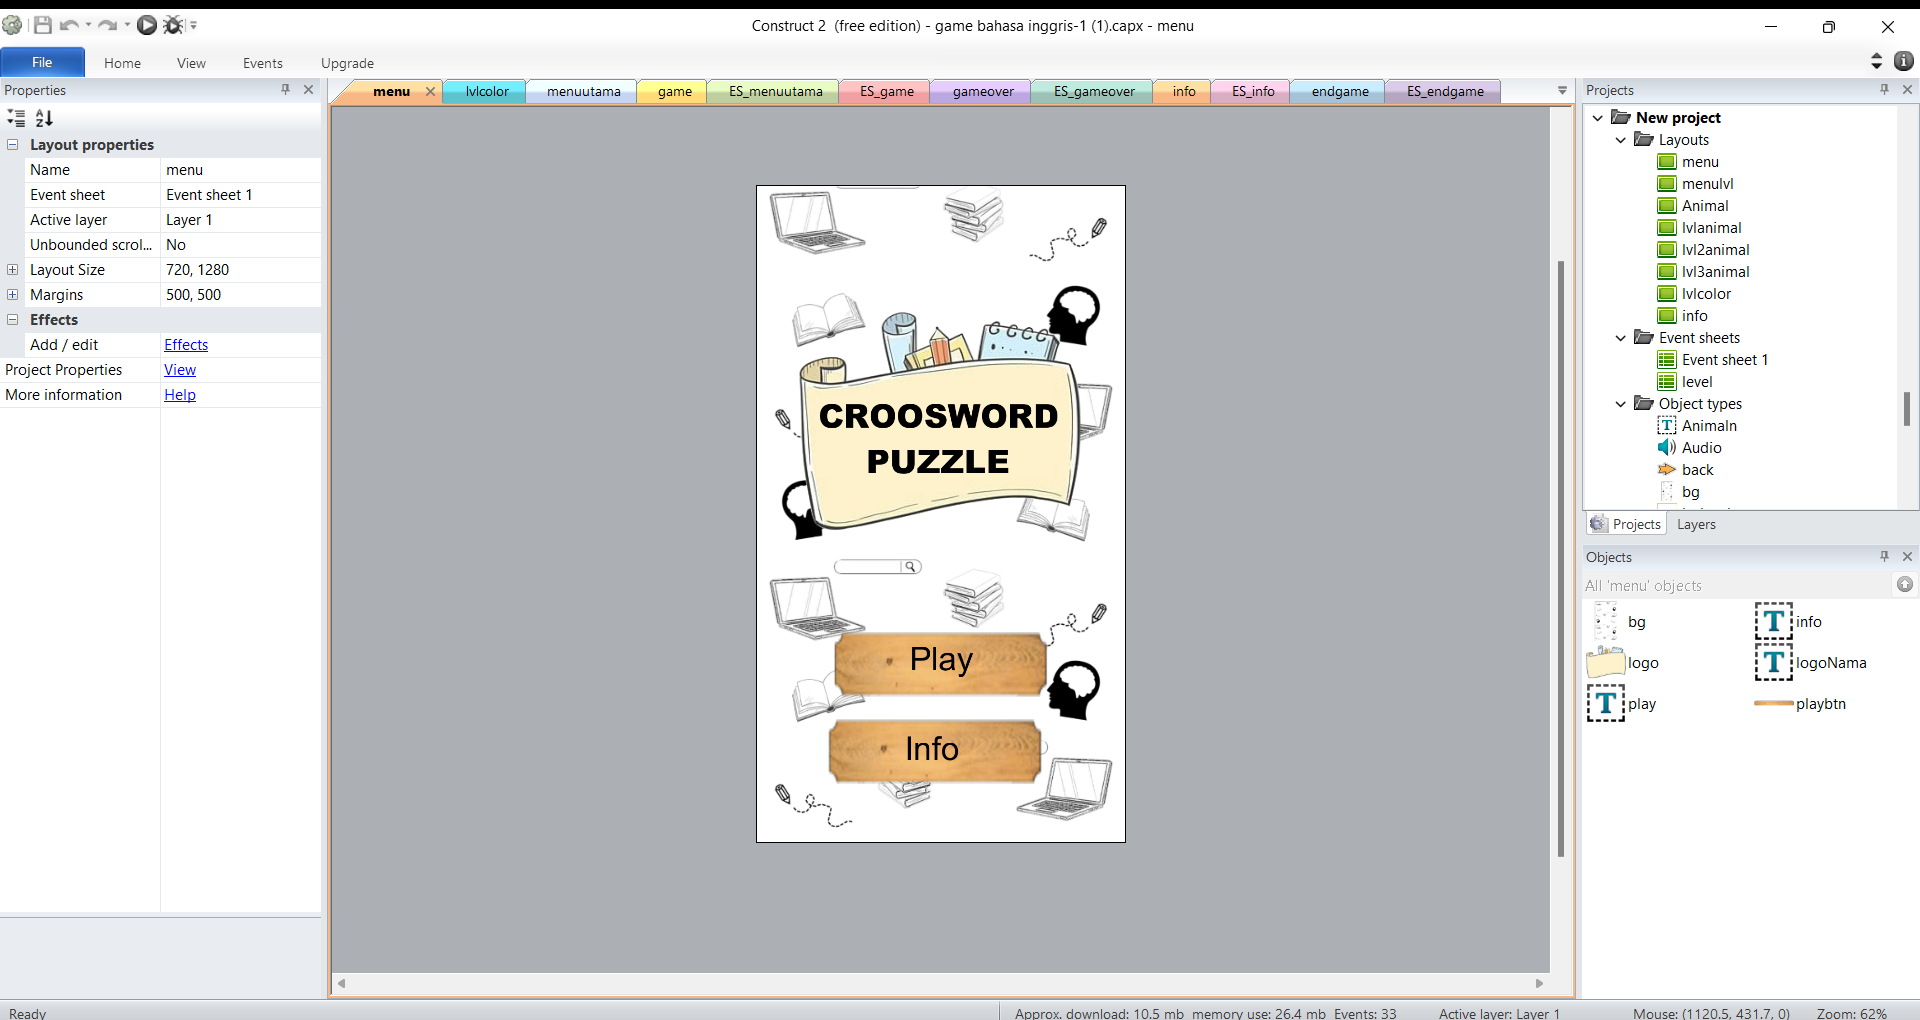 Construct 2  (free edition) - game bahasa inggris-1 (1).capx - menu
File Home View Events Upgrade
Properties
Layout properties
Name menu
Event sheet Event sheet 1
Active layer Layer 1
Unbounded scrol... No
Layout Size 720, 1280
Margins 500, 500
Effects
Add / edit Effects
Project Properties View
More information Help
menu lvlcolor menuutama game ES_menuutama ES_game gameover ES_gameover info ES_info endgame ES_endgame
CROOSWORD
PUZZLE
Play
Info
Projects
New project
Layouts
menu
menulvl
Animal
lvlanimal
lvl2animal
lvl3animal
lvlcolor
info
Event sheets
Event sheet 1
level
Object types
Animaln
Audio
back
bg
Projects Layers
Objects
All 'menu' objects
bg info
logo logoNama
play playbtn
Ready Approx. download: 10.5 mb  memory use: 26.4 mb  Events: 33 Active layer: Layer 1 Mouse: (1120.5, 431.7, 0) Zoom: 62%